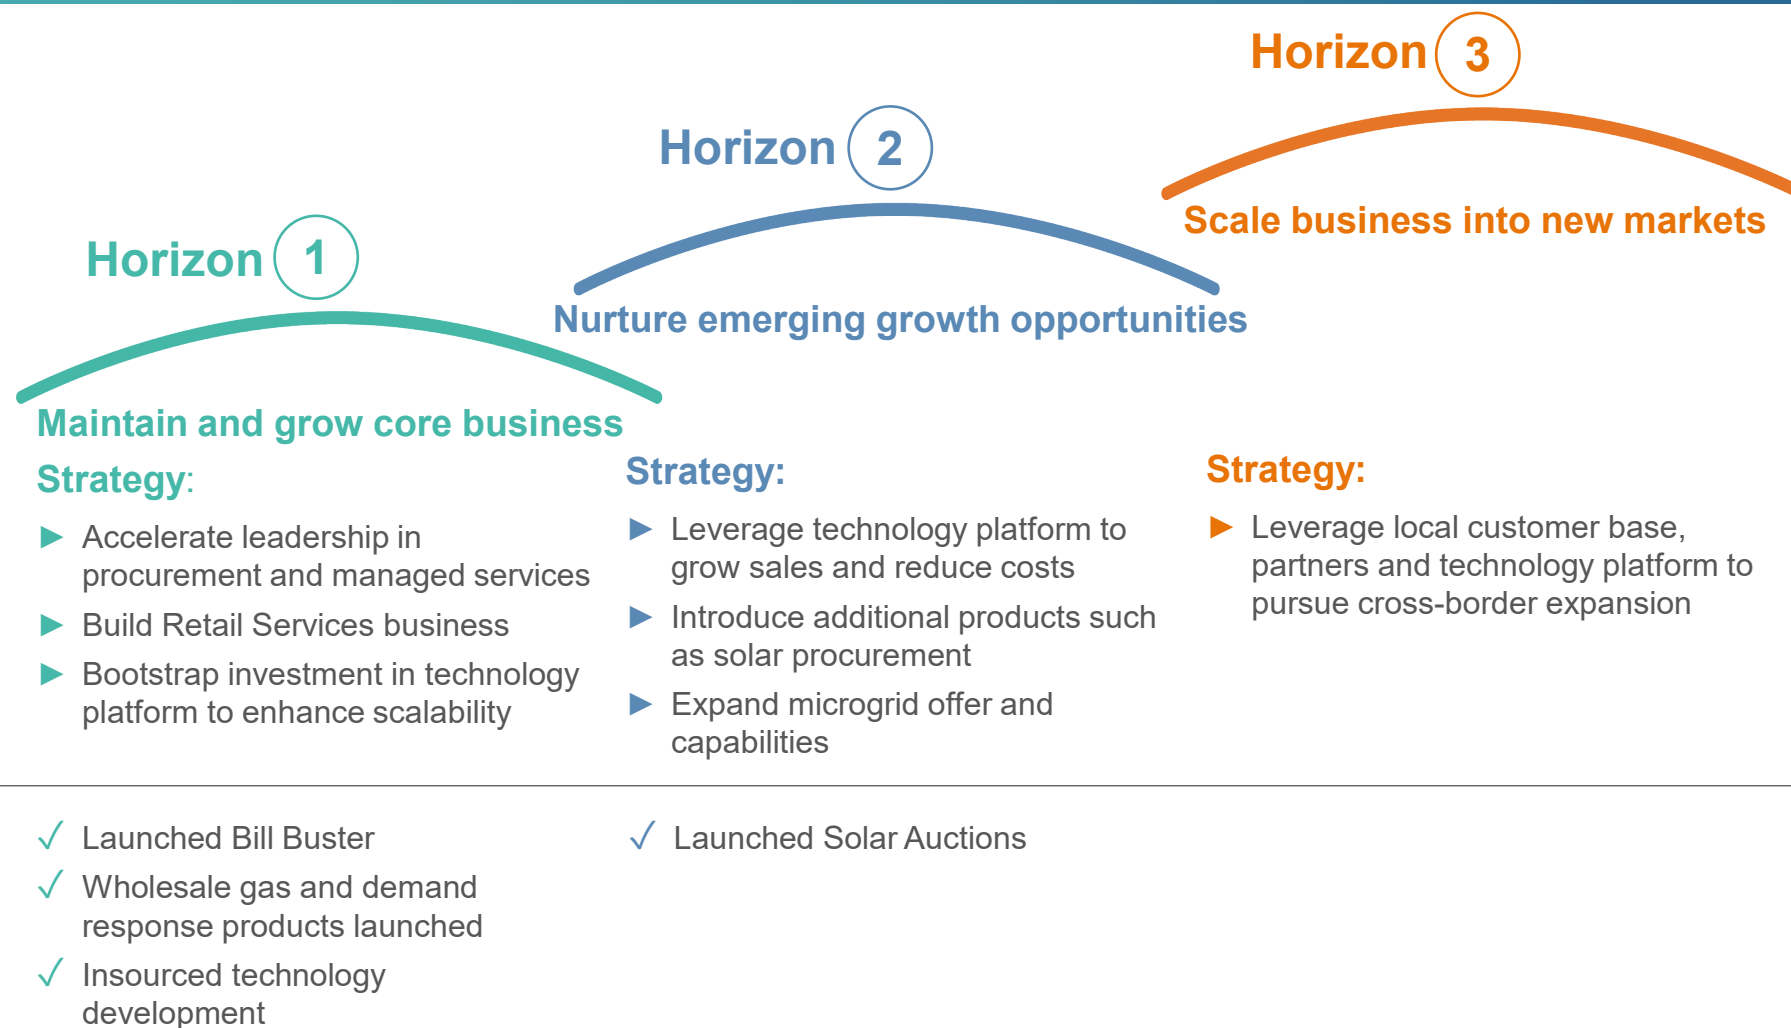 Horizon 1
Maintain and grow core business
Strategy:
► Accelerate leadership in
procurement and managed services
► Build Retail Services business
► Bootstrap investment in technology
platform to enhance scalability
✓ Launched Bill Buster
✓ Wholesale gas and demand
response products launched
✓ Insourced technology
development
Horizon 2
Nurture emerging growth opportunities
Strategy:
► Leverage technology platform to
grow sales and reduce costs
► Introduce additional products such
as solar procurement
► Expand microgrid offer and
capabilities
✓ Launched Solar Auctions
Horizon 3
Scale business into new markets
Strategy:
► Leverage local customer base,
partners and technology platform to
pursue cross-border expansion